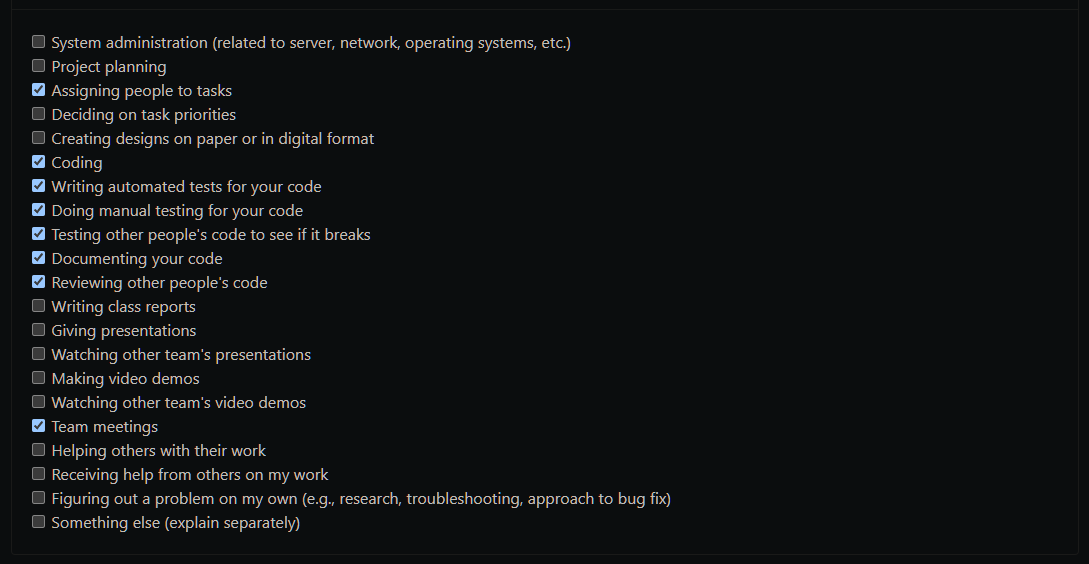 System administration (related to server, network, operating systems, etc.)
Project planning
Assigning people to tasks
Deciding on task priorities
Creating designs on paper or in digital format
Coding
Writing automated tests for your code
Doing manual testing for your code
Testing other people's code to see if it breaks
Documenting your code
Reviewing other people's code
Writing class reports
Giving presentations
Watching other team's presentations
Making video demos
Watching other team's video demos
Team meetings
Helping others with their work
Receiving help from others on my work
Figuring out a problem on my own (e.g., research, troubleshooting, approach to bug fix)
Something else (explain separately)